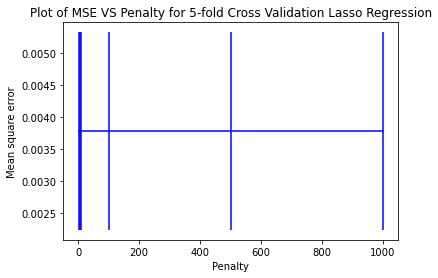 Plot of MSE VS Penalty for 5-fold Cross Validation Lasso Regression
0.0050
0.0045
0.0040
0.0035
0.0030
0.0025
Mean square error
0 200 400 600 800 1000
Penalty